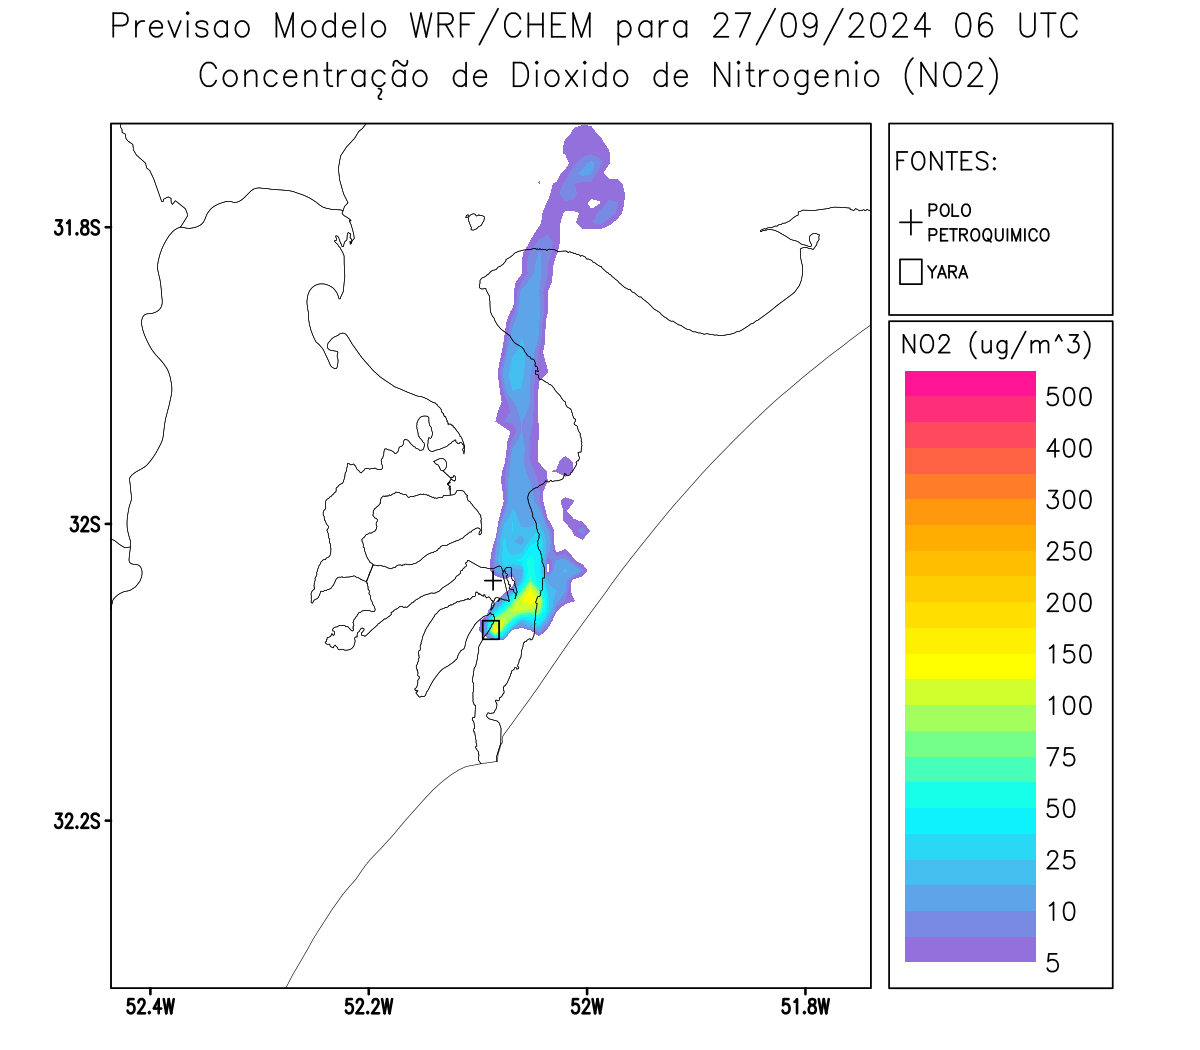 Previsao Modelo WRF/CHEM para 27/09/2024 06 UTC
Concentração de Dioxido de Nitrogenio (NO2)
FONTES:
POLO
PETROQUIMICO
YARA
NO2 (ug/m^3)
500
400
300
250
200
150
100
75
50
25
10
5
31.8S
32S
32.2S
52.4W
52.2W
52W
51.8W